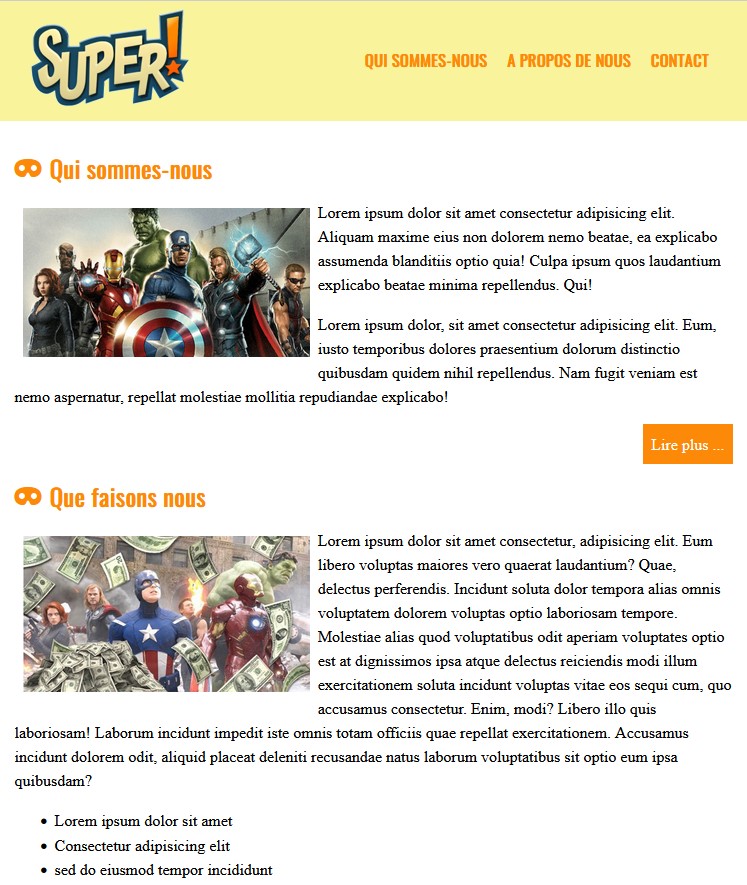 SUPER!
QUI SOMMES-NOUS A PROPOS DE NOUS CONTACT
Qui sommes-nous
Lorem ipsum dolor sit amet consectetur adipisicing elit.
Aliquam maxime eius non dolorem nemo beatae, ea explicabo
assumenda blanditiis optio quia! Culpa ipsum quos laudantium
explicabo beatae minima repellendus. Qui!
Lorem ipsum dolor, sit amet consectetur adipisicing elit. Eum,
iusto temporibus dolores praesentium dolorum distinctio
quibusdam quidem nihil repellendus. Nam fugit veniam est
nemo aspernatur, repellat molestiae mollitia repudiandae explicabo!
Lire plus ...
Que faisons nous
Lorem ipsum dolor sit amet consectetur, adipisicing elit. Eum
libero voluptas maiores vero quaerat laudantium? Quae,
delectus perferendis. Incidunt soluta dolor tempora alias omnis
voluptatem dolorem voluptas optio laboriosam tempore.
Molestiae alias quod voluptatibus odit aperiam voluptates optio
est at dignissimos ipsa atque delectus reiciendis modi illum
exercitationem soluta incidunt voluptas vitae eos sequi cum, quo
accusamus consectetur. Enim, modi? Libero illo quis
laboriosam! Laborum incidunt impedit iste omnis totam officiis quae repellat exercitationem. Accusamus
incidunt dolorem odit, aliquid placeat deleniti recusandae natus laborum voluptatibus sit optio eum ipsa
quibusdam?
• Lorem ipsum dolor sit amet
• Consectetur adipisicing elit
• sed do eiusmod tempor incididunt